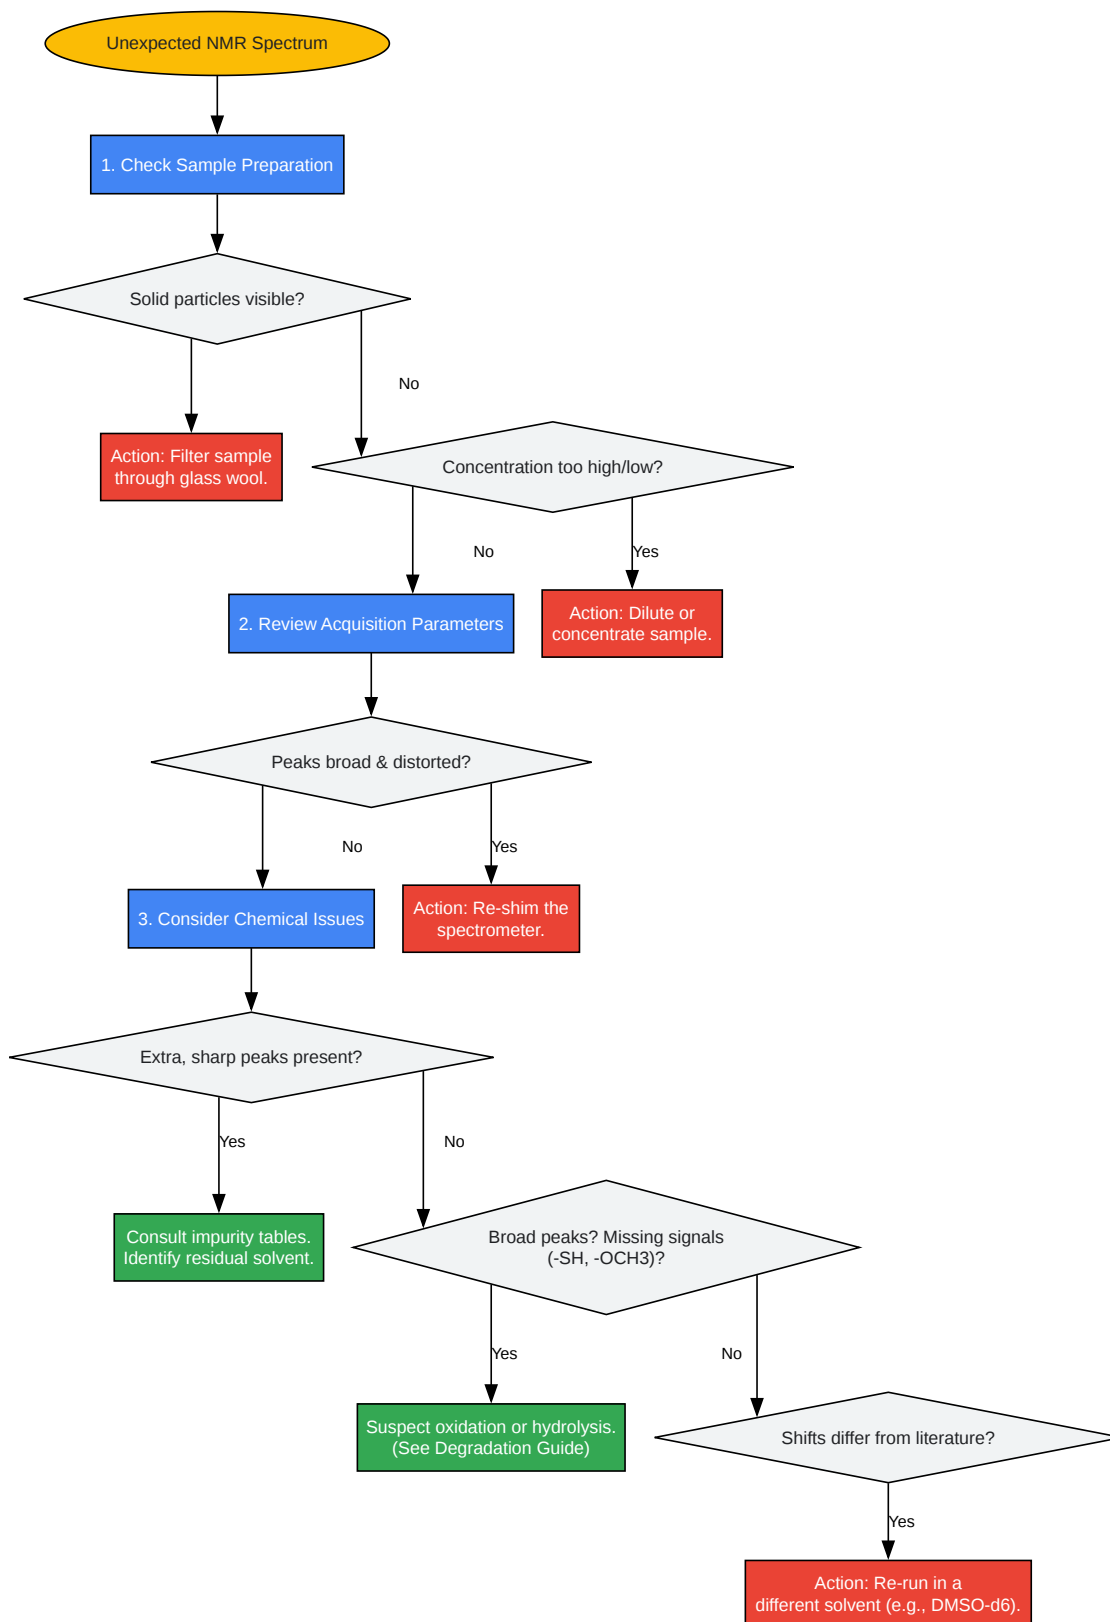 Unexpected NMR Spectrum
1. Check Sample Preparation
Solid particles visible?
No
Action: Filter sample
through glass wool.
Concentration too high/low?
No
Yes
2. Review Acquisition Parameters
Action: Dilute or
concentrate sample.
Peaks broad & distorted?
No
Yes
3. Consider Chemical Issues
Action: Re-shim the
spectrometer.
Extra, sharp peaks present?
Yes
No
Consult impurity tables.
Identify residual solvent.
Broad peaks? Missing signals
(-SH, -OCH3)?
Yes
No
Suspect oxidation or hydrolysis.
(See Degradation Guide)
Shifts differ from literature?
Yes
Action: Re-run in a
different solvent (e.g., DMSO-d6).